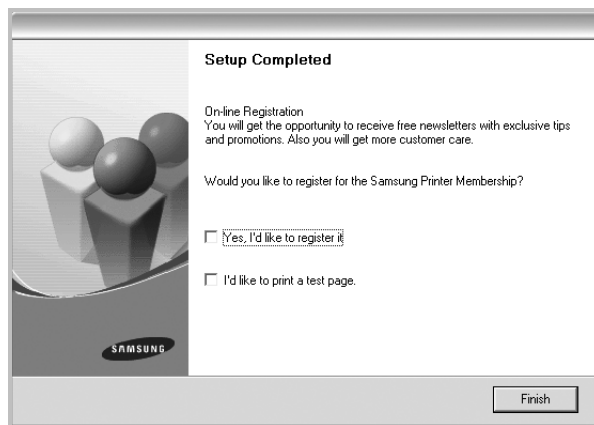 Setup Completed
On-line Registration
You will get the opportunity to receive free newsletters with exclusive tips
and promotions. Also you will get more customer care.
Would you like to register for the Samsung Printer Membership?
Yes, I'd like to register it
I'd like to print a test page.
SAMSUNG
Finish